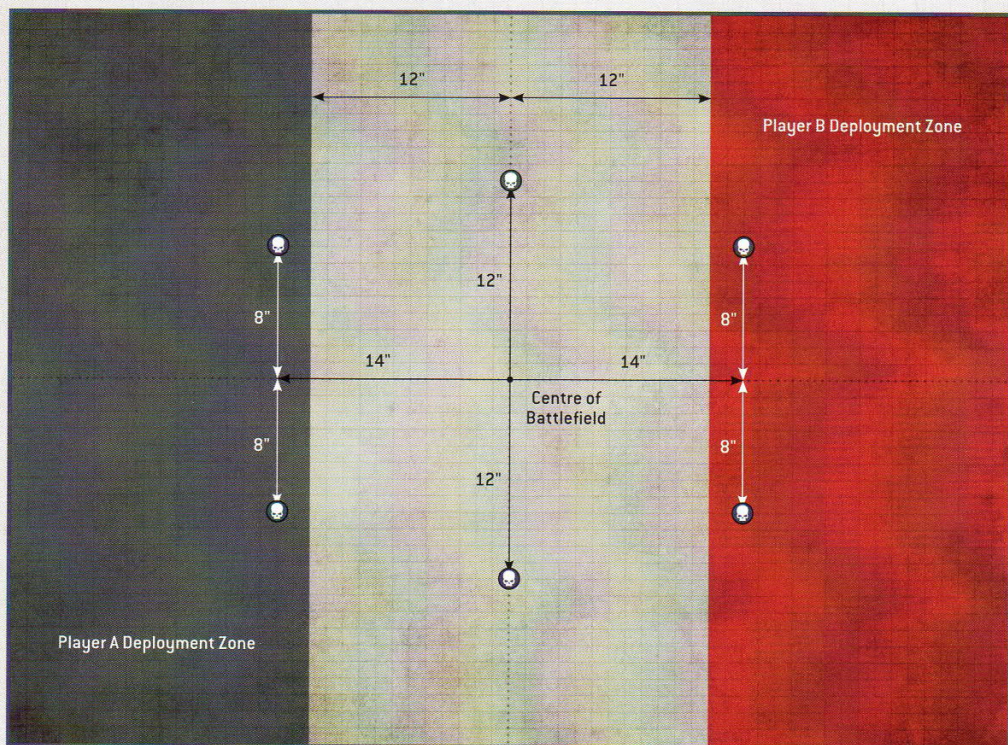 12"
12"
Player B Deployment Zone
12"
8"
8"
14"
14"
Centre of
Battlefield
8"
8"
12"
Player A Deployment Zone